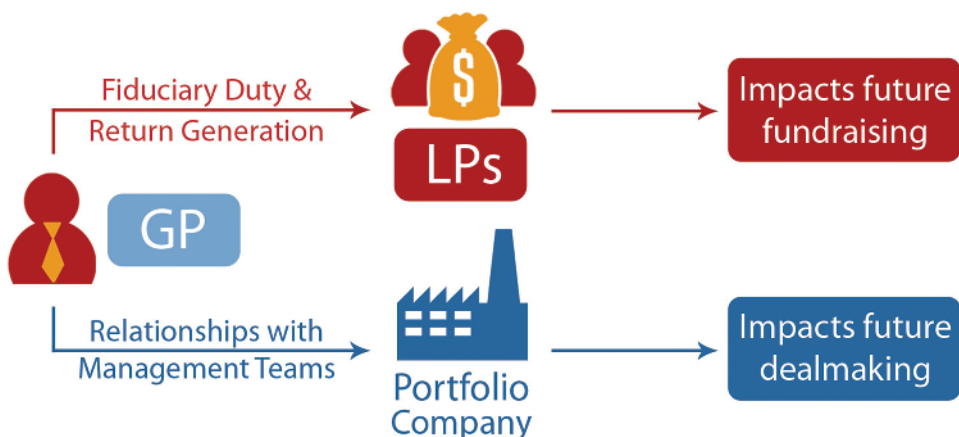 Fiduciary Duty &
Return Generation
$
LPs
Impacts future
fundraising
GP
Relationships with
Management Teams
Portfolio
Company
Impacts future
dealmaking